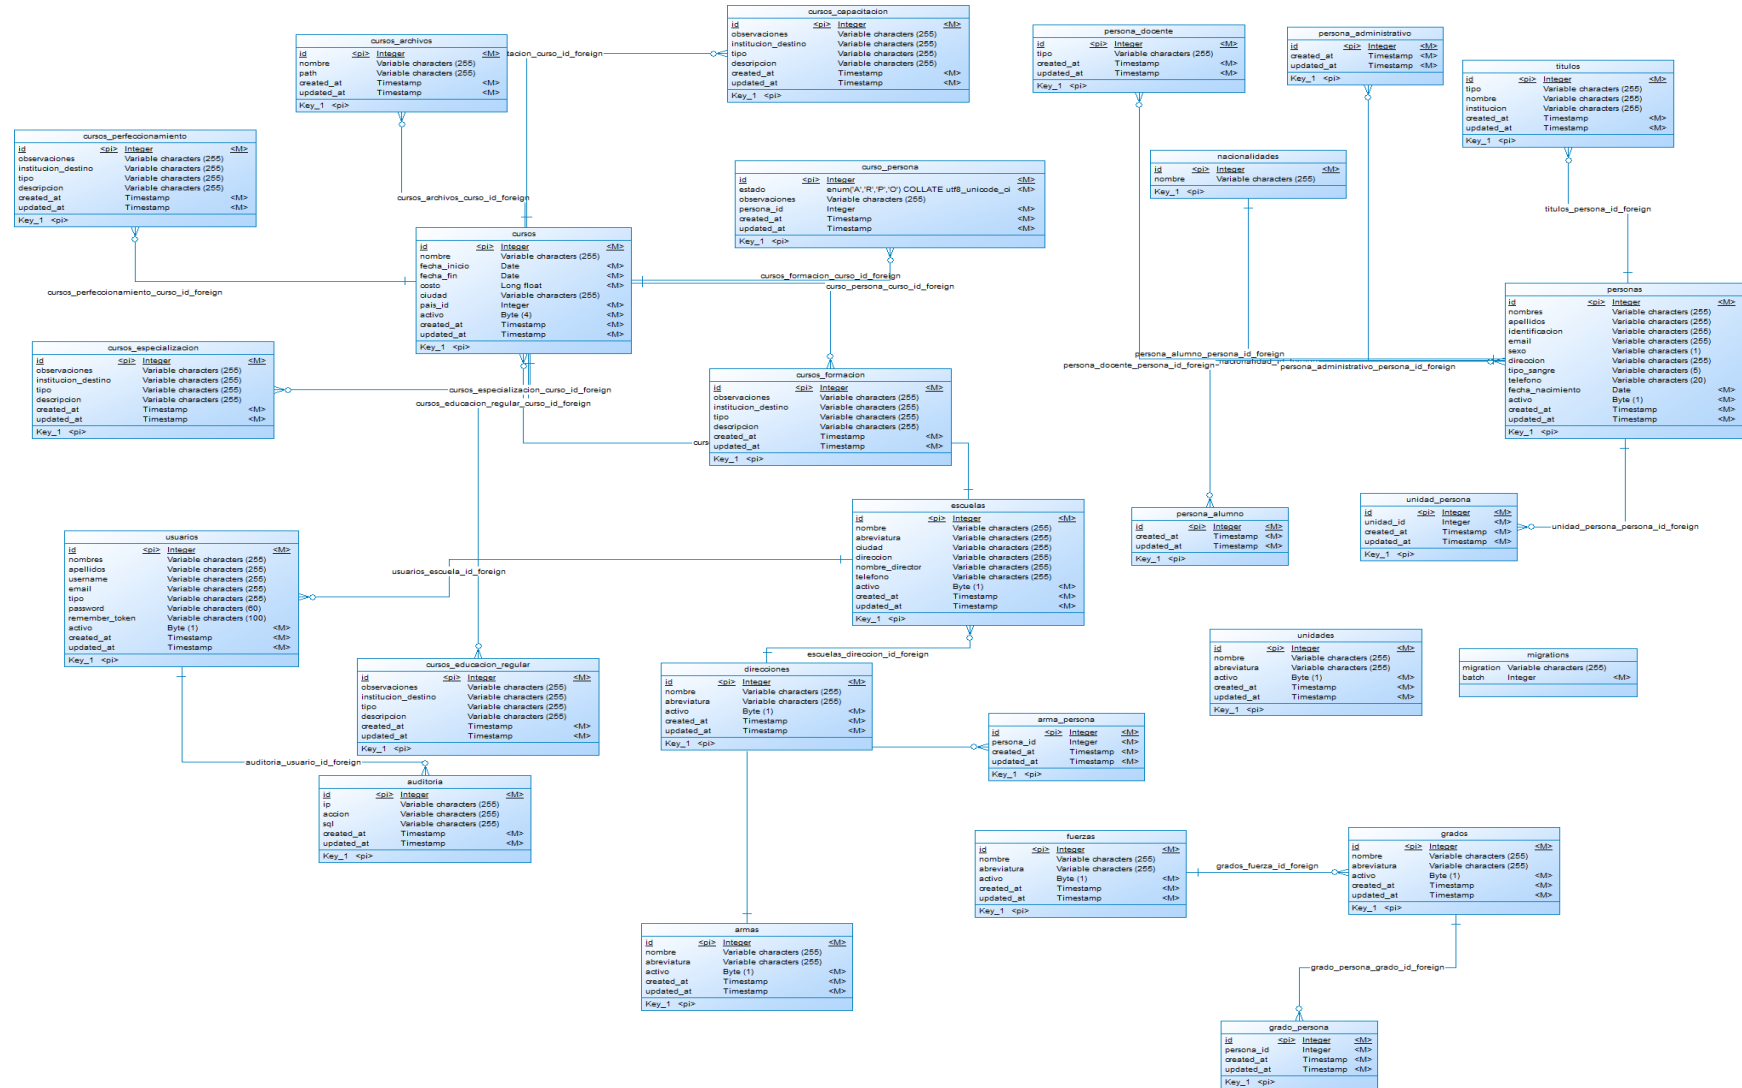 cursos_capacitacion
id <pi> Integer <M>
observaciones Variable characters (255)
institucion_destino Variable characters (255)
tipo Variable characters (255)
descripcion Variable characters (255)
created_at Timestamp <M>
updated_at Timestamp <M>
Key_1 <pi>
cursos_archivos
id <pi> Integer <M>
nombre Variable characters (255)
path Variable characters (255)
created_at Timestamp <M>
updated_at Timestamp <M>
Key_1 <pi>
tacion_curso_id_foreign
persona_docente
id <pi> Integer <M>
tipo Variable characters (255)
created_at Timestamp <M>
updated_at Timestamp <M>
Key_1 <pi>
persona_administrativo
id <pi> Integer <M>
created_at Timestamp <M>
updated_at Timestamp <M>
Key_1 <pi>
titulos
id <pi> Integer <M>
tipo Variable characters (255)
nombre Variable characters (255)
institucion Variable characters (255)
created_at Timestamp <M>
updated_at Timestamp <M>
Key_1 <pi>
cursos_perfeccionamiento
id <pi> Integer <M>
observaciones Variable characters (255)
institucion_destino Variable characters (255)
tipo Variable characters (255)
descripcion Variable characters (255)
created_at Timestamp <M>
updated_at Timestamp <M>
Key_1 <pi>
cursos_archivos_curso_id_foreign
curso_persona
id <pi> Integer <M>
estado enum('A','R','P','O') COLLATE utf8_unicode_ci <M>
observaciones Variable characters (255)
persona_id Integer <M>
created_at Timestamp <M>
updated_at Timestamp <M>
Key_1 <pi>
nacionalidades
id <pi> Integer <M>
nombre Variable characters (255)
Key_1 <pi>
titulos_persona_id_foreign
cursos
id <pi> Integer <M>
nombre Variable characters (255)
fecha_inicio Date <M>
fecha_fin Date <M>
costo Long float <M>
ciudad Variable characters (255)
pais_id Integer <M>
activo Byte (4) <M>
created_at Timestamp <M>
updated_at Timestamp <M>
Key_1 <pi>
cursos_formacion_curso_id_foreign
curso_persona_curso_id_foreign
cursos_perfeccionamiento_curso_id_foreign
personas
id <pi> Integer <M>
nombres Variable characters (255)
apellidos Variable characters (255)
identificacion Variable characters (255)
email Variable characters (255)
sexo Variable characters (1) <M>
direccion Variable characters (255) <M>
tipo_sangre Variable characters (5) <M>
telefono Variable characters (20) <M>
fecha_nacimiento Date <M>
activo Byte (1) <M>
created_at Timestamp <M>
updated_at Timestamp <M>
Key_1 <pi>
persona_alumno_persona_id_foreign
persona_docente_persona_id_foreign
persona_administrativo_persona_id_foreign
cursos_especializacion
id <pi> Integer <M>
observaciones Variable characters (255)
institucion_destino Variable characters (255)
tipo Variable characters (255)
descripcion Variable characters (255)
created_at Timestamp <M>
updated_at Timestamp <M>
Key_1 <pi>
cursos_especializacion_curso_id_foreign
cursos_educacion_regular_curso_id_foreign
curs
cursos_formacion
id <pi> Integer <M>
observaciones Variable characters (255)
institucion_destino Variable characters (255)
tipo Variable characters (255)
descripcion Variable characters (255)
created_at Timestamp <M>
updated_at Timestamp <M>
Key_1 <pi>
escuelas
id <pi> Integer <M>
nombre Variable characters (255)
abreviatura Variable characters (255)
ciudad Variable characters (255)
direccion Variable characters (255)
nombre_director Variable characters (255)
telefono Variable characters (255)
activo Byte (1) <M>
created_at Timestamp <M>
updated_at Timestamp <M>
Key_1 <pi>
persona_alumno
id <pi> Integer <M>
created_at Timestamp <M>
updated_at Timestamp <M>
Key_1 <pi>
unidad_persona
id <pi> Integer <M>
unidad_id Integer <M>
created_at Timestamp <M>
updated_at Timestamp <M>
Key_1 <pi>
unidad_persona_persona_id_foreign
usuarios
id <pi> Integer <M>
nombres Variable characters (255)
apellidos Variable characters (255)
username Variable characters (255)
email Variable characters (255)
tipo Variable characters (255)
password Variable characters (60)
remember_token Variable characters (100)
activo Byte (1) <M>
created_at Timestamp <M>
updated_at Timestamp <M>
Key_1 <pi>
usuarios_escuela_id_foreign
escuelas_direccion_id_foreign
cursos_educacion_regular
id <pi> Integer <M>
observaciones Variable characters (255)
institucion_destino Variable characters (255)
tipo Variable characters (255)
descripcion Variable characters (255)
created_at Timestamp <M>
updated_at Timestamp <M>
Key_1 <pi>
direcciones
id <pi> Integer <M>
nombre Variable characters (255)
abreviatura Variable characters (255)
activo Byte (1) <M>
created_at Timestamp <M>
updated_at Timestamp <M>
Key_1 <pi>
unidades
id <pi> Integer <M>
nombre Variable characters (255)
abreviatura Variable characters (255)
activo Byte (1) <M>
created_at Timestamp <M>
updated_at Timestamp <M>
Key_1 <pi>
migrations
migration Variable characters (255)
batch Integer <M>
arma_persona
id <pi> Integer <M>
persona_id Integer <M>
created_at Timestamp <M>
updated_at Timestamp <M>
Key_1 <pi>
auditoria_usuario_id_foreign
auditoria
id <pi> Integer <M>
ip Variable characters (255)
accion Variable characters (255)
sql Variable characters (255)
created_at Timestamp <M>
updated_at Timestamp <M>
Key_1 <pi>
fuerzas
id <pi> Integer <M>
nombre Variable characters (255)
abreviatura Variable characters (255)
activo Byte (1) <M>
created_at Timestamp <M>
updated_at Timestamp <M>
Key_1 <pi>
grados_fuerza_id_foreign
grados
id <pi> Integer <M>
nombre Variable characters (255)
abreviatura Variable characters (255)
activo Byte (1) <M>
created_at Timestamp <M>
updated_at Timestamp <M>
Key_1 <pi>
armas
id <pi> Integer <M>
nombre Variable characters (255)
abreviatura Variable characters (255)
activo Byte (1) <M>
created_at Timestamp <M>
updated_at Timestamp <M>
Key_1 <pi>
grado_persona_grado_id_foreign
grado_persona
id <pi> Integer <M>
persona_id Integer <M>
created_at Timestamp <M>
updated_at Timestamp <M>
Key_1 <pi>